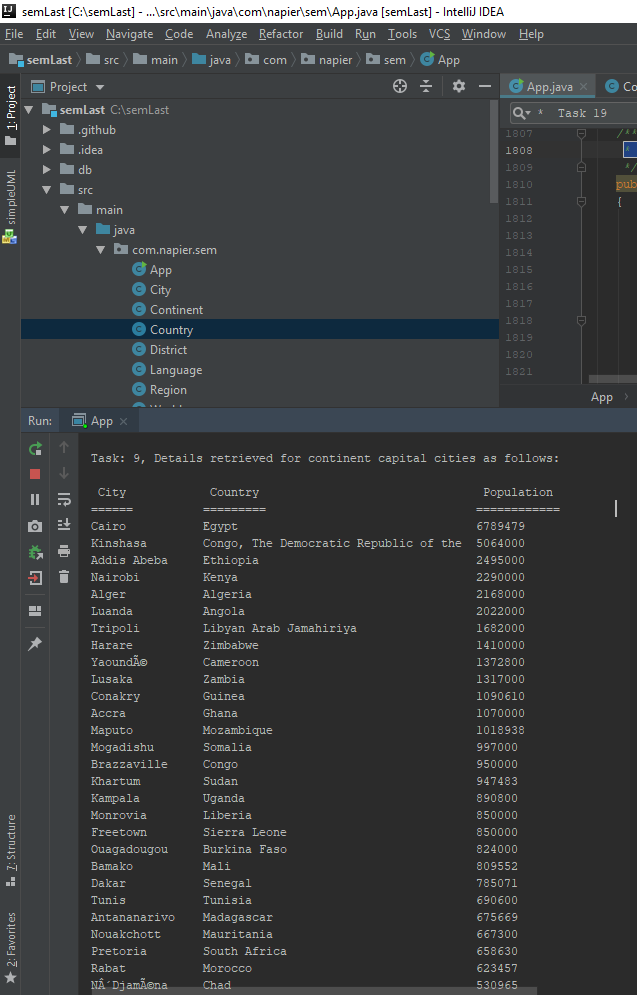 semLast [C:\semLast] - ...\src\main\java\com\napier\sem\App.java [semLast] - IntelliJ IDEA
File Edit View Navigate Code Analyze Refactor Build Run Tools VCS Window Help
semLast src main java com napier sem App
1: Project
simpleUML
7: Structure
2: Favorites
Project
semLast C:\semLast
.github
.idea
db
src
main
java
com.napier.sem
App
City
Continent
Country
District
Language
Region
App.java × Co
* Task 19
1807 /**
1808 *
1809 */
1810 pub
1811 {
1812
1813
1814
1815
1816
1817
1818
1819
1820
1821
App
Run: App ×
Task: 9, Details retrieved for continent capital cities as follows:
City Country Population
====== ========= ============
Cairo Egypt 6789479
Kinshasa Congo, The Democratic Republic of the 5064000
Addis Abeba Ethiopia 2495000
Nairobi Kenya 2290000
Alger Algeria 2168000
Luanda Angola 2022000
Tripoli Libyan Arab Jamahiriya 1682000
Harare Zimbabwe 1410000
YaoundÃ© Cameroon 1372800
Lusaka Zambia 1317000
Conakry Guinea 1090610
Accra Ghana 1070000
Maputo Mozambique 1018938
Mogadishu Somalia 997000
Brazzaville Congo 950000
Khartum Sudan 947483
Kampala Uganda 890800
Monrovia Liberia 850000
Freetown Sierra Leone 850000
Ouagadougou Burkina Faso 824000
Bamako Mali 809552
Dakar Senegal 785071
Tunis Tunisia 690600
Antananarivo Madagascar 675669
Nouakchott Mauritania 667300
Pretoria South Africa 658630
Rabat Morocco 623457
NÂ´DjamÃ©na Chad 530965